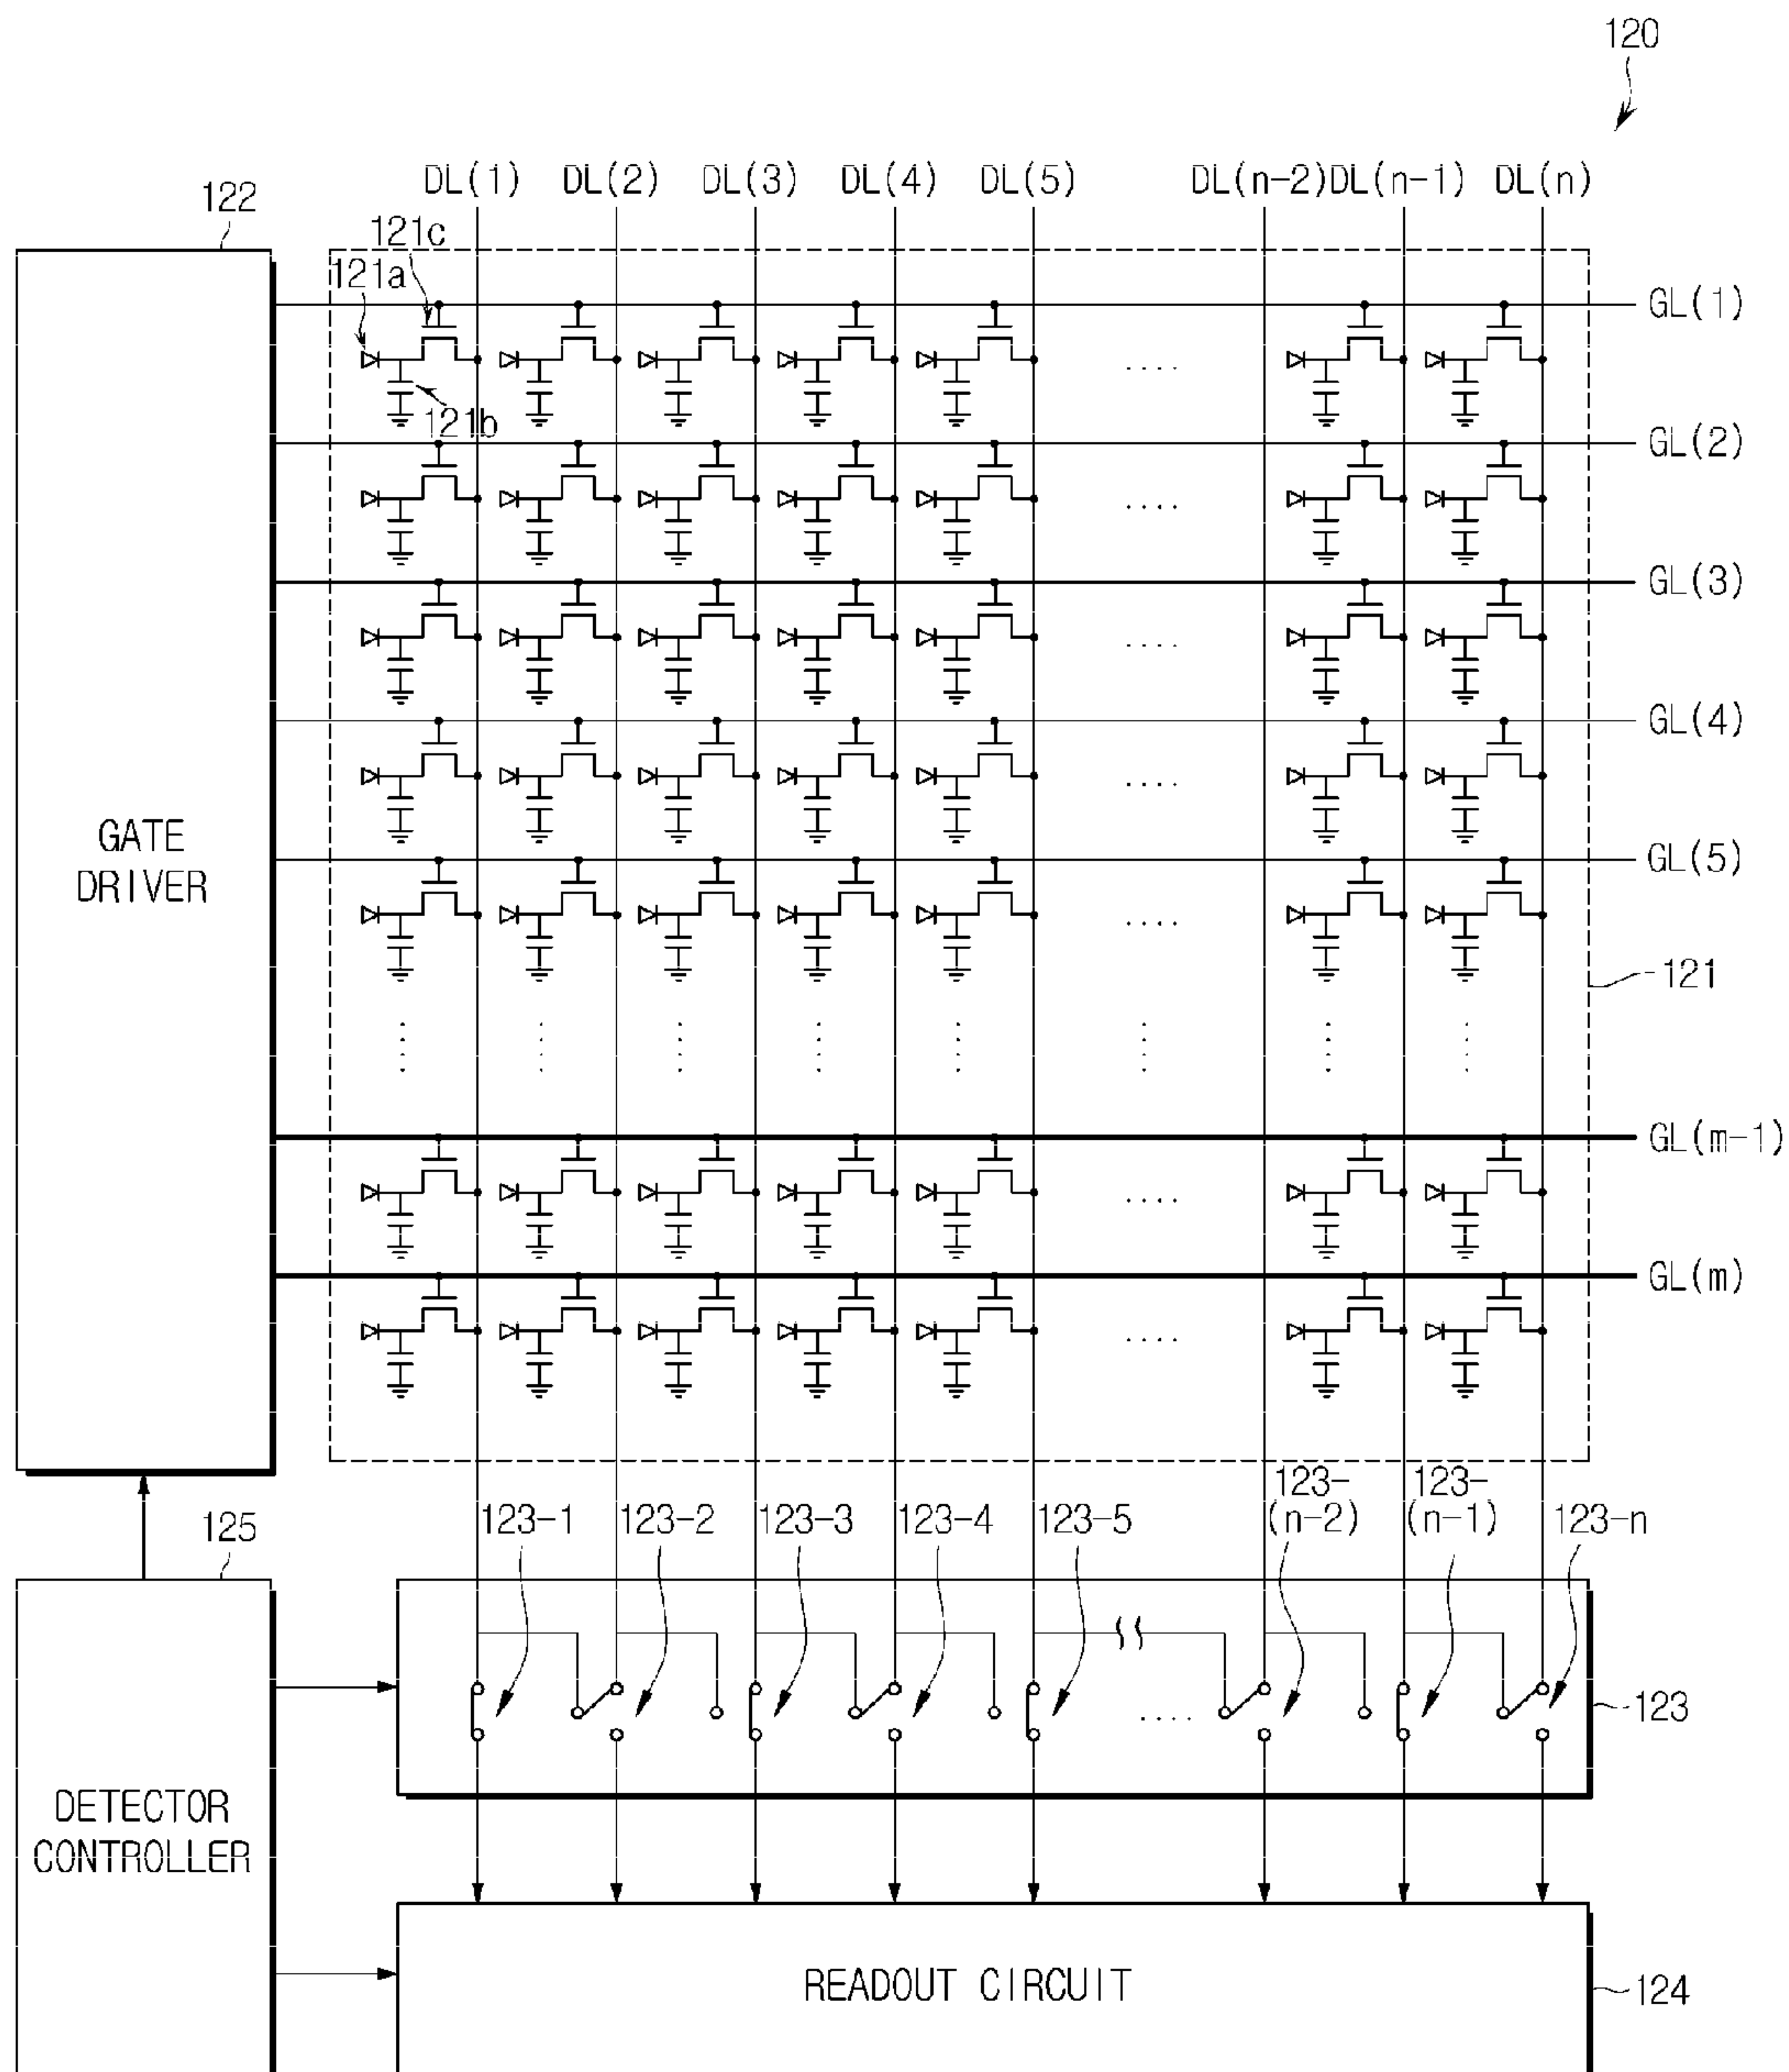 120
DL(1) DL(2) DL(3) DL(4) DL(5) DL(n-2) DL(n-1) DL(n)
122
121c
121a
GL(1)
121b
GL(2)
GL(3)
GL(4)
GATE
DRIVER
GL(5)
121
....
GL(m-1)
GL(m)
125
123-1 123-2 123-3 123-4 123-5 123-(n-2) 123-(n-1) 123-n
123
DETECTOR
CONTROLLER
READOUT CIRCUIT
124